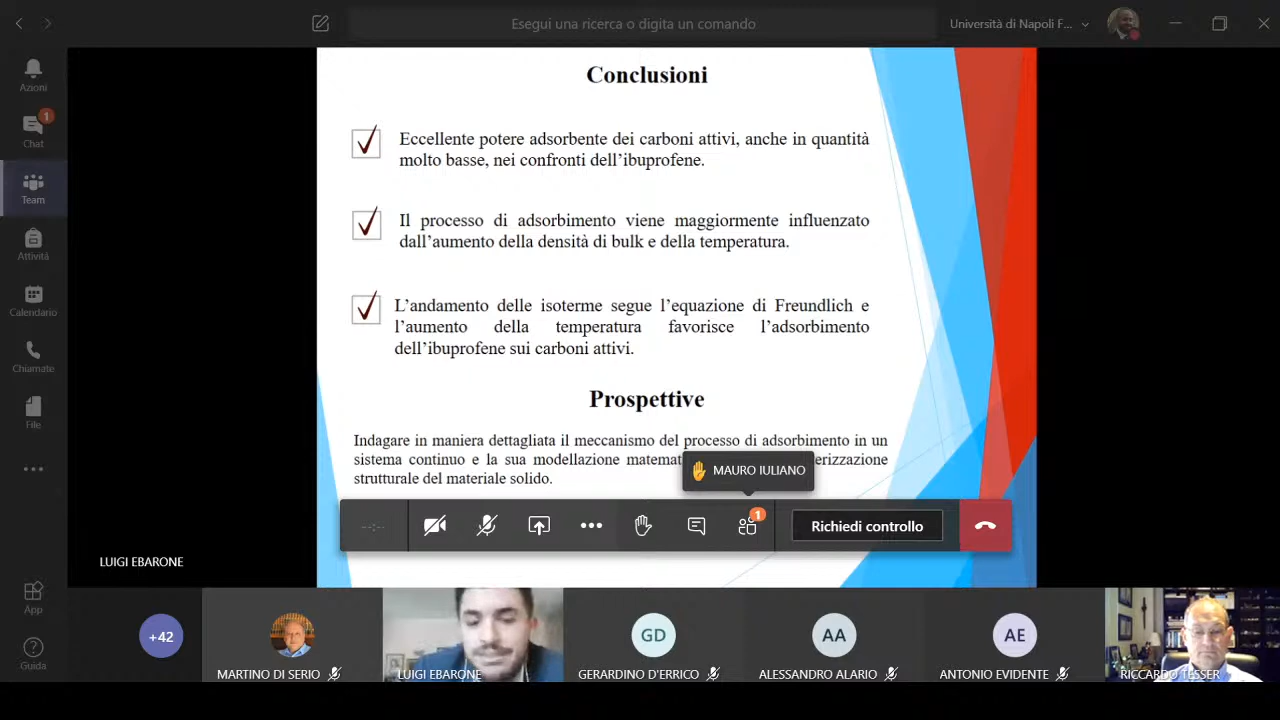 Esegui una ricerca o digita un comando
Università di Napoli F...
Azioni
1
Chat
Team
Attività
Calendario
Chiamate
File
App
Guida
Conclusioni
Eccellente potere adsorbente dei carboni attivi, anche in quantità
molto basse, nei confronti dell'ibuprofene.
Il processo di adsorbimento viene maggiormente influenzato
dall'aumento della densità di bulk e della temperatura.
L'andamento delle isoterme segue l'equazione di Freundlich e
l'aumento della temperatura favorisce l'adsorbimento
dell'ibuprofene sui carboni attivi.
Prospettive
Indagare in maniera dettagliata il meccanismo del processo di adsorbimento in un
sistema continuo e la sua modellazione
strutturale del materiale solido.
MAURO IULIANO
--:--
1
Richiedi controllo
LUIGI EBARONE
+42
MARTINO DI SERIO
LUIGI EBARONE
GD
GERARDINO D'ERRICO
AA
ALESSANDRO ALARIO
AE
ANTONIO EVIDENTE
RICCARDO TESSER